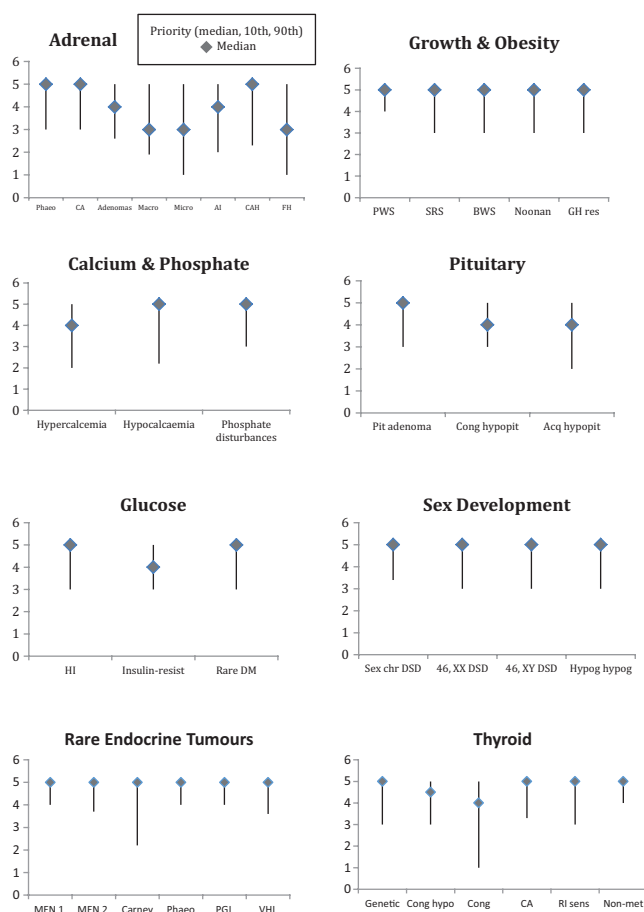 Priority (median, 10th, 90th)
Median
Adrenal
6
5
4
3
2
1
0
Phaeo CA Adenomas Macro Micro AI CAH FH
Growth & Obesity
6
5
4
3
2
1
0
PWS SRS BWS Noonan GH res
Calcium & Phosphate
6
5
4
3
2
1
0
Hypercalcemia Hypocalcaemia Phosphate
disturbances
Pituitary
6
5
4
3
2
1
0
Pit adenoma Cong hypopit Acq hypopit
Glucose
6
5
4
3
2
1
0
HI Insulin-resist Rare DM
Sex Development
6
5
4
3
2
1
0
Sex chr DSD 46, XX DSD 46, XY DSD Hypog hypog
Rare Endocrine Tumours
6
5
4
3
2
1
0
MEN 1 MEN 2 Carney Phaeo PGL VHL
Thyroid
6
5
4
3
2
1
0
Genetic Cong hypo Cong CA RI sens Non-met